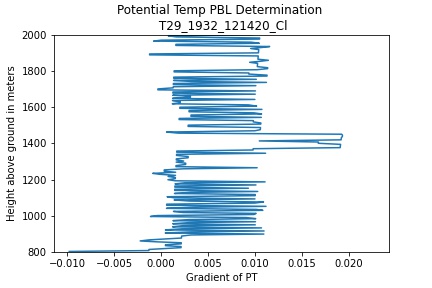 Potential Temp PBL Determination
T29_1932_121420_Cl
2000
1800
1600
1400
1200
1000
800
Height above ground in meters
−0.010 −0.005 0.000 0.005 0.010 0.015 0.020
Gradient of PT